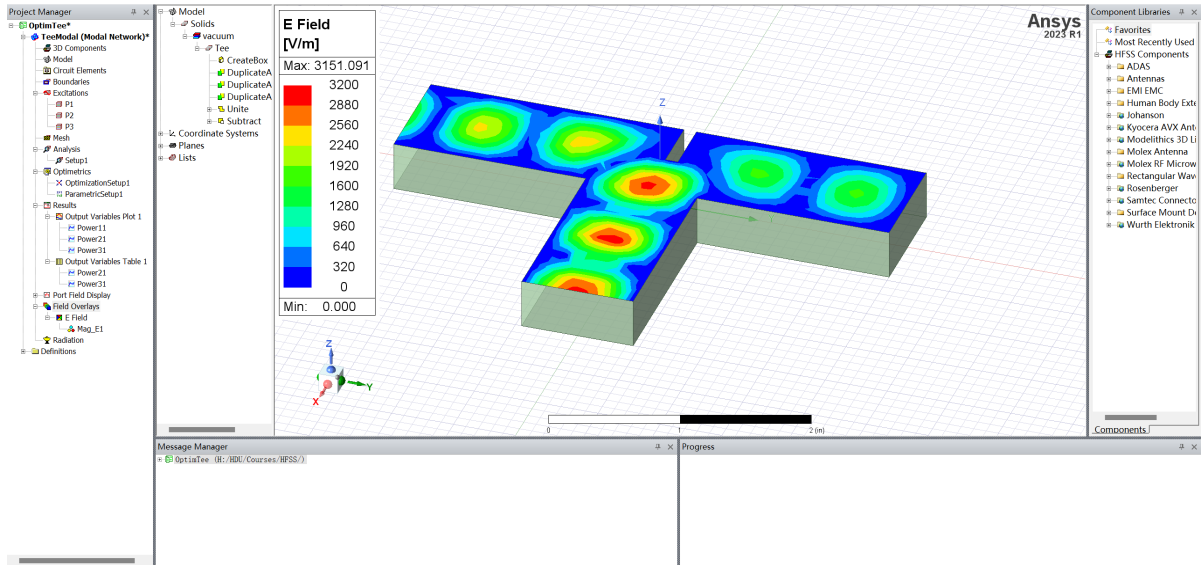 Project Manager
OptimTee*
TeeModal (Modal Network)*
3D Components
Model
Circuit Elements
Boundaries
Excitations
P1
P2
P3
Mesh
Analysis
Setup1
Optimetrics
OptimizationSetup1
ParametricSetup1
Results
Output Variables Plot 1
Power11
Power21
Power31
Output Variables Table 1
Power21
Power31
Port Field Display
Field Overlays
E Field
Mag_E1
Radiation
Definitions
Model
Solids
vacuum
Tee
CreateBox
DuplicateA
DuplicateA
DuplicateA
Unite
Subtract
Coordinate Systems
Planes
Lists
E Field
[V/m]
Max: 3151.091
3200
2880
2560
2240
1920
1600
1280
960
640
320
0
Min: 0.000
Z
Z
Y
X
0 1 2 (in)
Ansys
2023 R1
Component Libraries
Favorites
Most Recently Used
HFSS Components
ADAS
Antennas
EMI EMC
Human Body Exte
Johanson
Kyocera AVX Ant
Modelithics 3D Li
Molex Antenna
Molex RF Microw
Rectangular Wav
Rosenberger
Samtec Connecto
Surface Mount D
Wurth Elektronik
Components
Message Manager
OptimTee (H:/HDU/Courses/HFSS/)
Progress